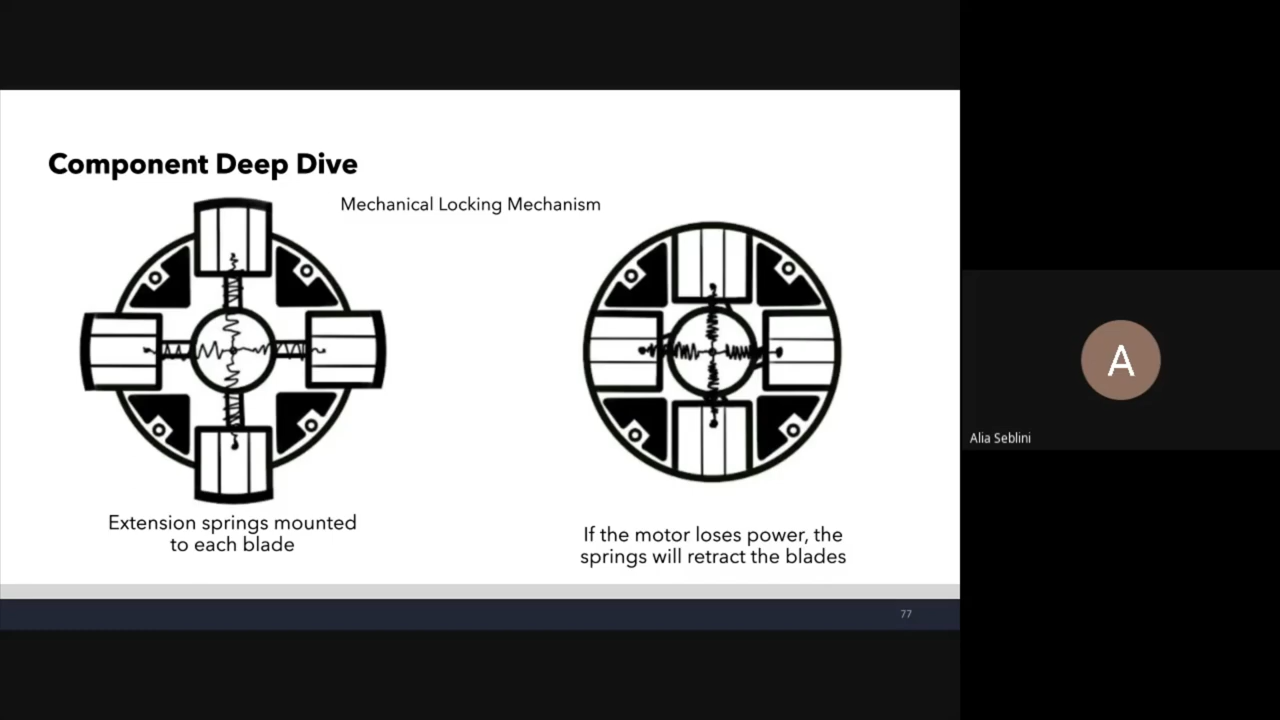 Component Deep Dive
Mechanical Locking Mechanism
Extension springs mounted
to each blade
If the motor loses power, the
springs will retract the blades
77
A
Alia Seblini